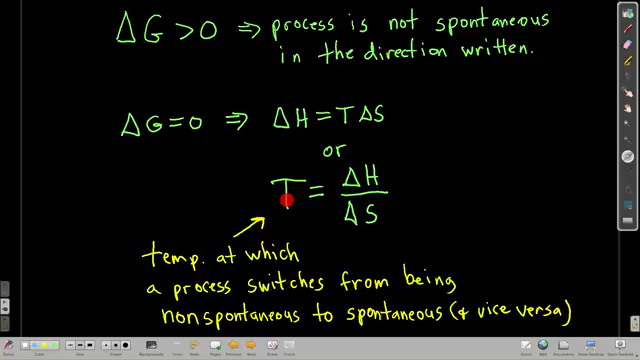 ΔG > 0 ⇒ process is not spontaneous
in the direction written.
ΔG = 0 ⇒ ΔH = TΔS
or
T = ΔH / ΔS
temp. at which
a process switches from being
nonspontaneous to spontaneous (& vice versa)